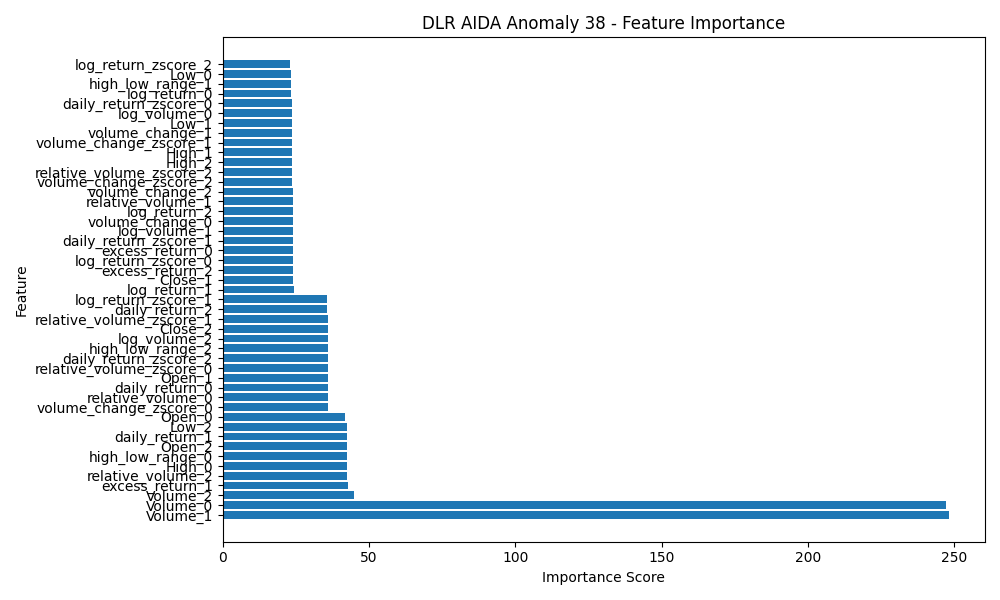 DLR AIDA Anomaly 38 - Feature Importance
log_return_zscore_2
Low_0
high_low_range_1
log_return_0
daily_return_zscore_0
log_volume_0
Low_1
volume_change_1
volume_change_zscore_1
High_1
High_2
relative_volume_zscore_2
volume_change_zscore_2
volume_change_2
relative_volume_1
log_return_2
volume_change_0
log_volume_1
daily_return_zscore_1
excess_return_0
log_return_zscore_0
excess_return_2
Close_1
log_return_1
log_return_zscore_1
daily_return_2
relative_volume_zscore_1
Close_2
log_volume_2
high_low_range_2
daily_return_zscore_2
relative_volume_zscore_0
Open_1
daily_return_0
relative_volume_0
volume_change_zscore_0
Open_0
Low_2
daily_return_1
Open_2
high_low_range_0
High_0
relative_volume_2
excess_return_1
Volume_2
Volume_0
Volume_1
Feature
0 50 100 150 200 250
Importance Score